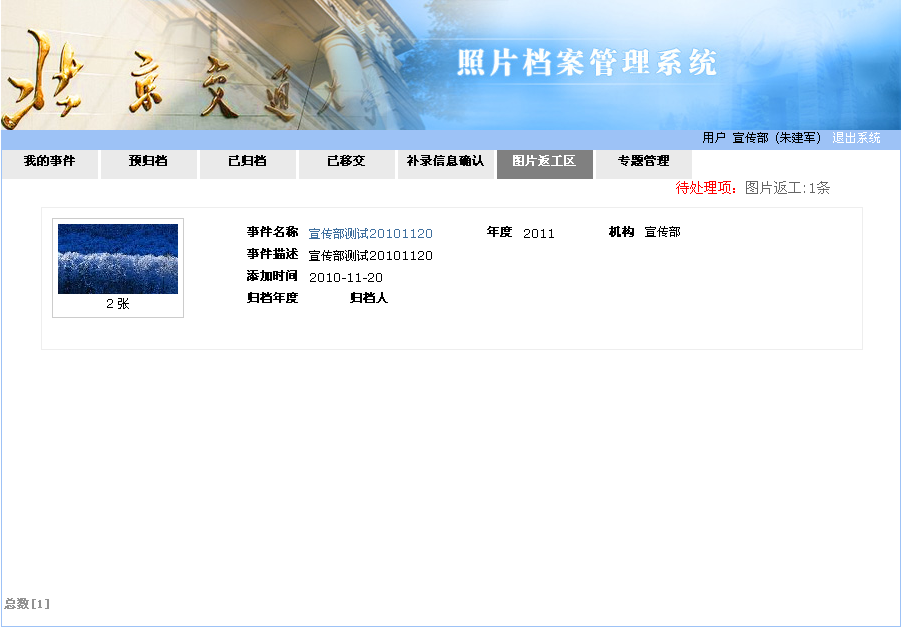 北京交通大
照片档案管理系统
用户 宣传部 (朱建军) 退出系统
我的事件 预归档 已归档 已移交 补录信息确认 图片返工区 专题管理
待处理项: 图片返工:1条
事件名称 宣传部测试20101120 年度 2011 机构 宣传部
事件描述 宣传部测试20101120
添加时间 2010-11-20
归档年度 归档人
2 张
总数[1]